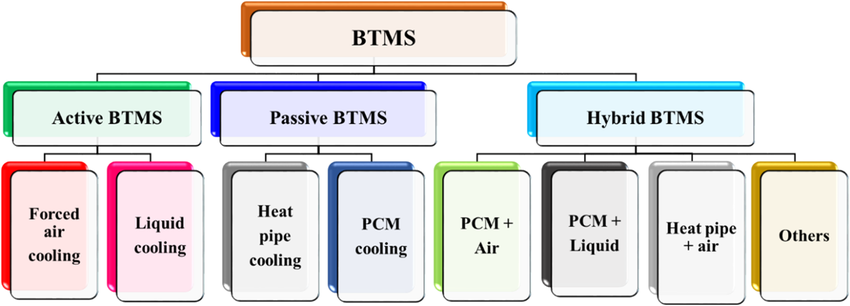 BTMS
Active BTMS
Passive BTMS
Hybrid BTMS
Forced
air
cooling
Liquid
cooling
Heat
pipe
cooling
PCM
cooling
PCM +
Air
PCM +
Liquid
Heat pipe
+ air
Others